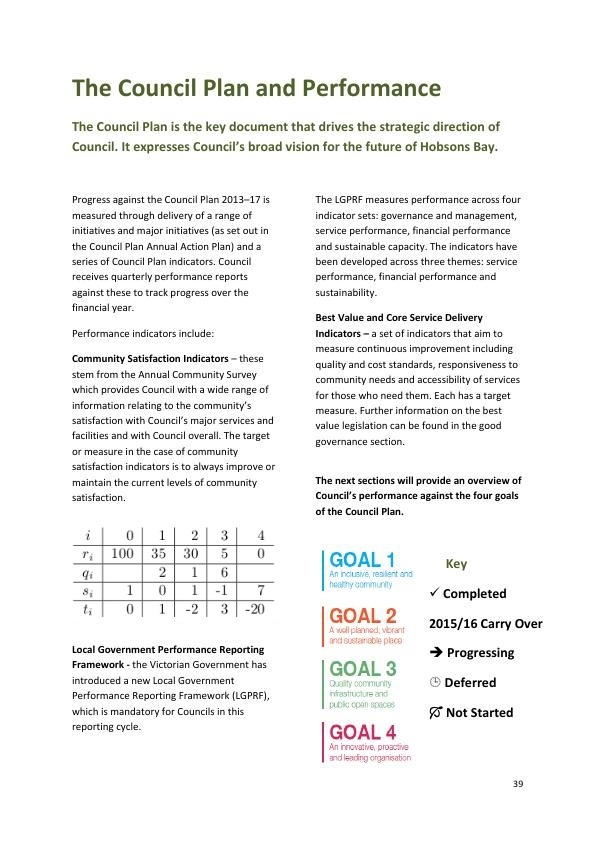 The Council Plan and Performance
The Council Plan is the key document that drives the strategic direction of
Council. It expresses Council’s broad vision for the future of Hobsons Bay.
Progress against the Council Plan 2013–17 is
measured through delivery of a range of
initiatives and major initiatives (as set out in
the Council Plan Annual Action Plan) and a
series of Council Plan indicators. Council
receives quarterly performance reports
against these to track progress over the
financial year.
Performance indicators include:
Community Satisfaction Indicators – these
stem from the Annual Community Survey
which provides Council with a wide range of
information relating to the community’s
satisfaction with Council’s major services and
facilities and with Council overall. The target
or measure in the case of community
satisfaction indicators is to always improve or
maintain the current levels of community
satisfaction.
i 0 1 2 3 4
r_i 100 35 30 5 0
q_i 2 1 6
s_i 1 0 1 -1 7
t_i 0 1 -2 3 -20
Local Government Performance Reporting
Framework - the Victorian Government has
introduced a new Local Government
Performance Reporting Framework (LGPRF),
which is mandatory for Councils in this
reporting cycle.
The LGPRF measures performance across four
indicator sets: governance and management,
service performance, financial performance
and sustainable capacity. The indicators have
been developed across three themes: service
performance, financial performance and
sustainability.
Best Value and Core Service Delivery
Indicators – a set of indicators that aim to
measure continuous improvement including
quality and cost standards, responsiveness to
community needs and accessibility of services
for those who need them. Each has a target
measure. Further information on the best
value legislation can be found in the good
governance section.
The next sections will provide an overview of
Council’s performance against the four goals
of the Council Plan.
GOAL 1
An inclusive, resilient and
healthy community
GOAL 2
A well planned, vibrant
and sustainable place
GOAL 3
Quality community
infrastructure and
public open spaces
GOAL 4
An innovative, proactive
and leading organisation
Key
✓ Completed
2015/16 Carry Over
➔ Progressing
🕒 Deferred
Not Started
39